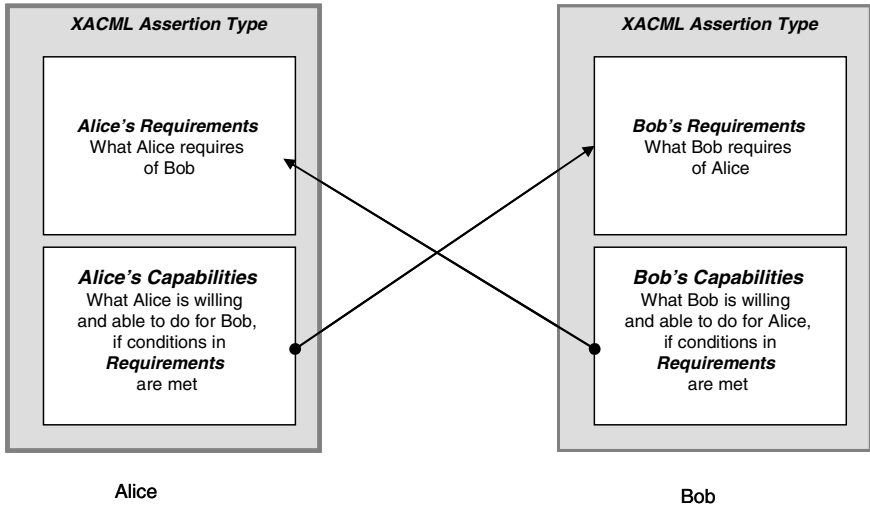 XACML Assertion Type
Alice's Requirements
What Alice requires
of Bob
Alice's Capabilities
What Alice is willing
and able to do for Bob,
if conditions in
Requirements
are met
Alice
XACML Assertion Type
Bob's Requirements
What Bob requires
of Alice
Bob's Capabilities
What Bob is willing
and able to do for Alice,
if conditions in
Requirements
are met
Bob